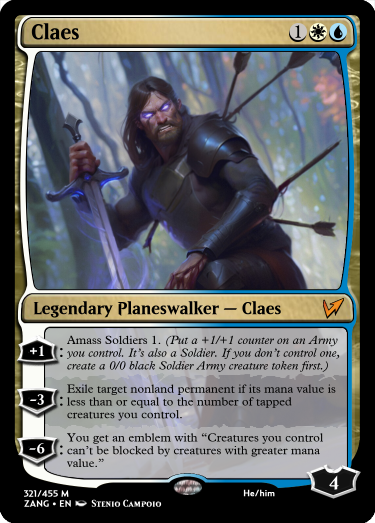 Claes
1
Legendary Planeswalker — Claes
+1: Amass Soldiers 1. (Put a +1/+1 counter on an Army
you control. It's also a Soldier. If you don't control one,
create a 0/0 black Soldier Army creature token first.)
-3: Exile target nonland permanent if its mana value is
less than or equal to the number of tapped
creatures you control.
-6: You get an emblem with “Creatures you control
can't be blocked by creatures with greater mana
value.”
4
321/455 M He/him
ZANG • EN Stenio Campoio